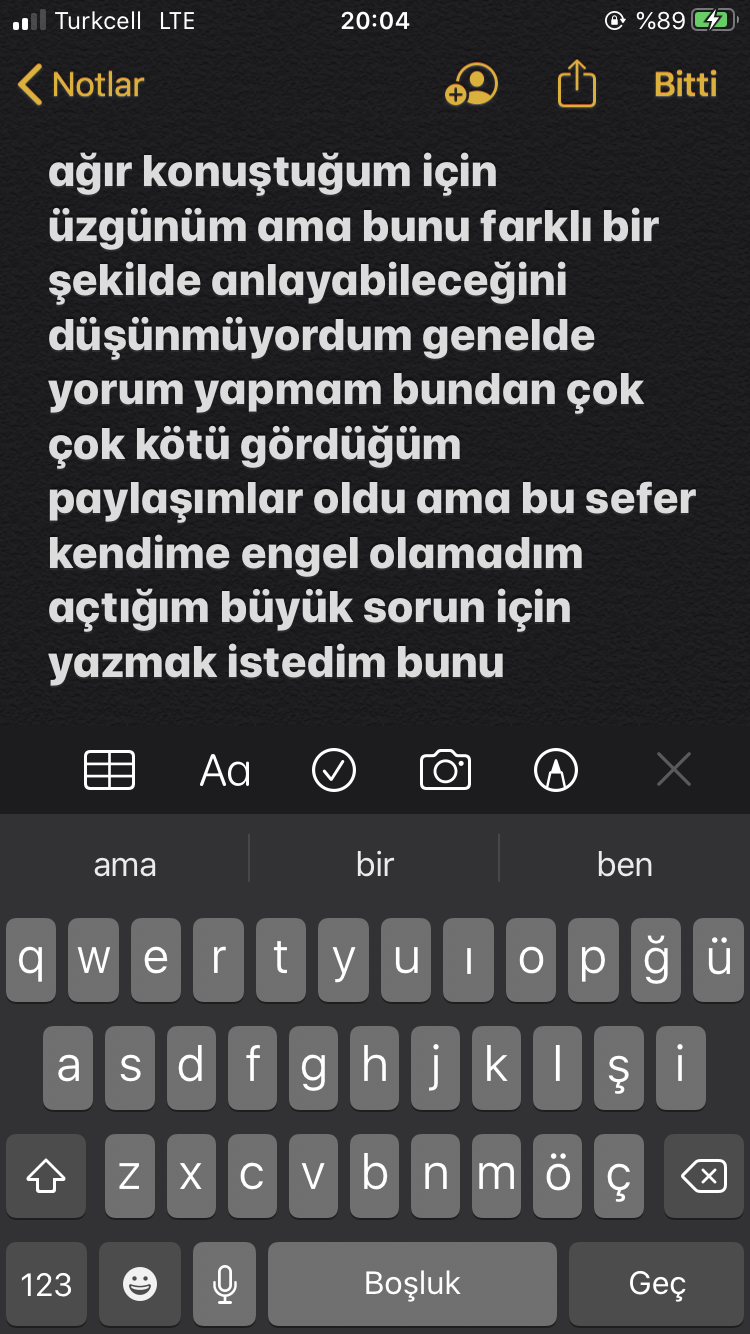 Turkcell LTE 20:04 %89
Notlar Bitti
ağır konuştuğum için
üzgünüm ama bunu farklı bir
şekilde anlayabileceğini
düşünmüyordum genelde
yorum yapmam bundan çok
çok kötü gördüğüm
paylaşımlar oldu ama bu sefer
kendime engel olamadım
açtığım büyük sorun için
yazmak istedim bunu
Aa
ama bir ben
q w e r t y u ı o p ğ ü
a s d f g h j k l ş i
z x c v b n m ö ç
123 Boşluk Geç